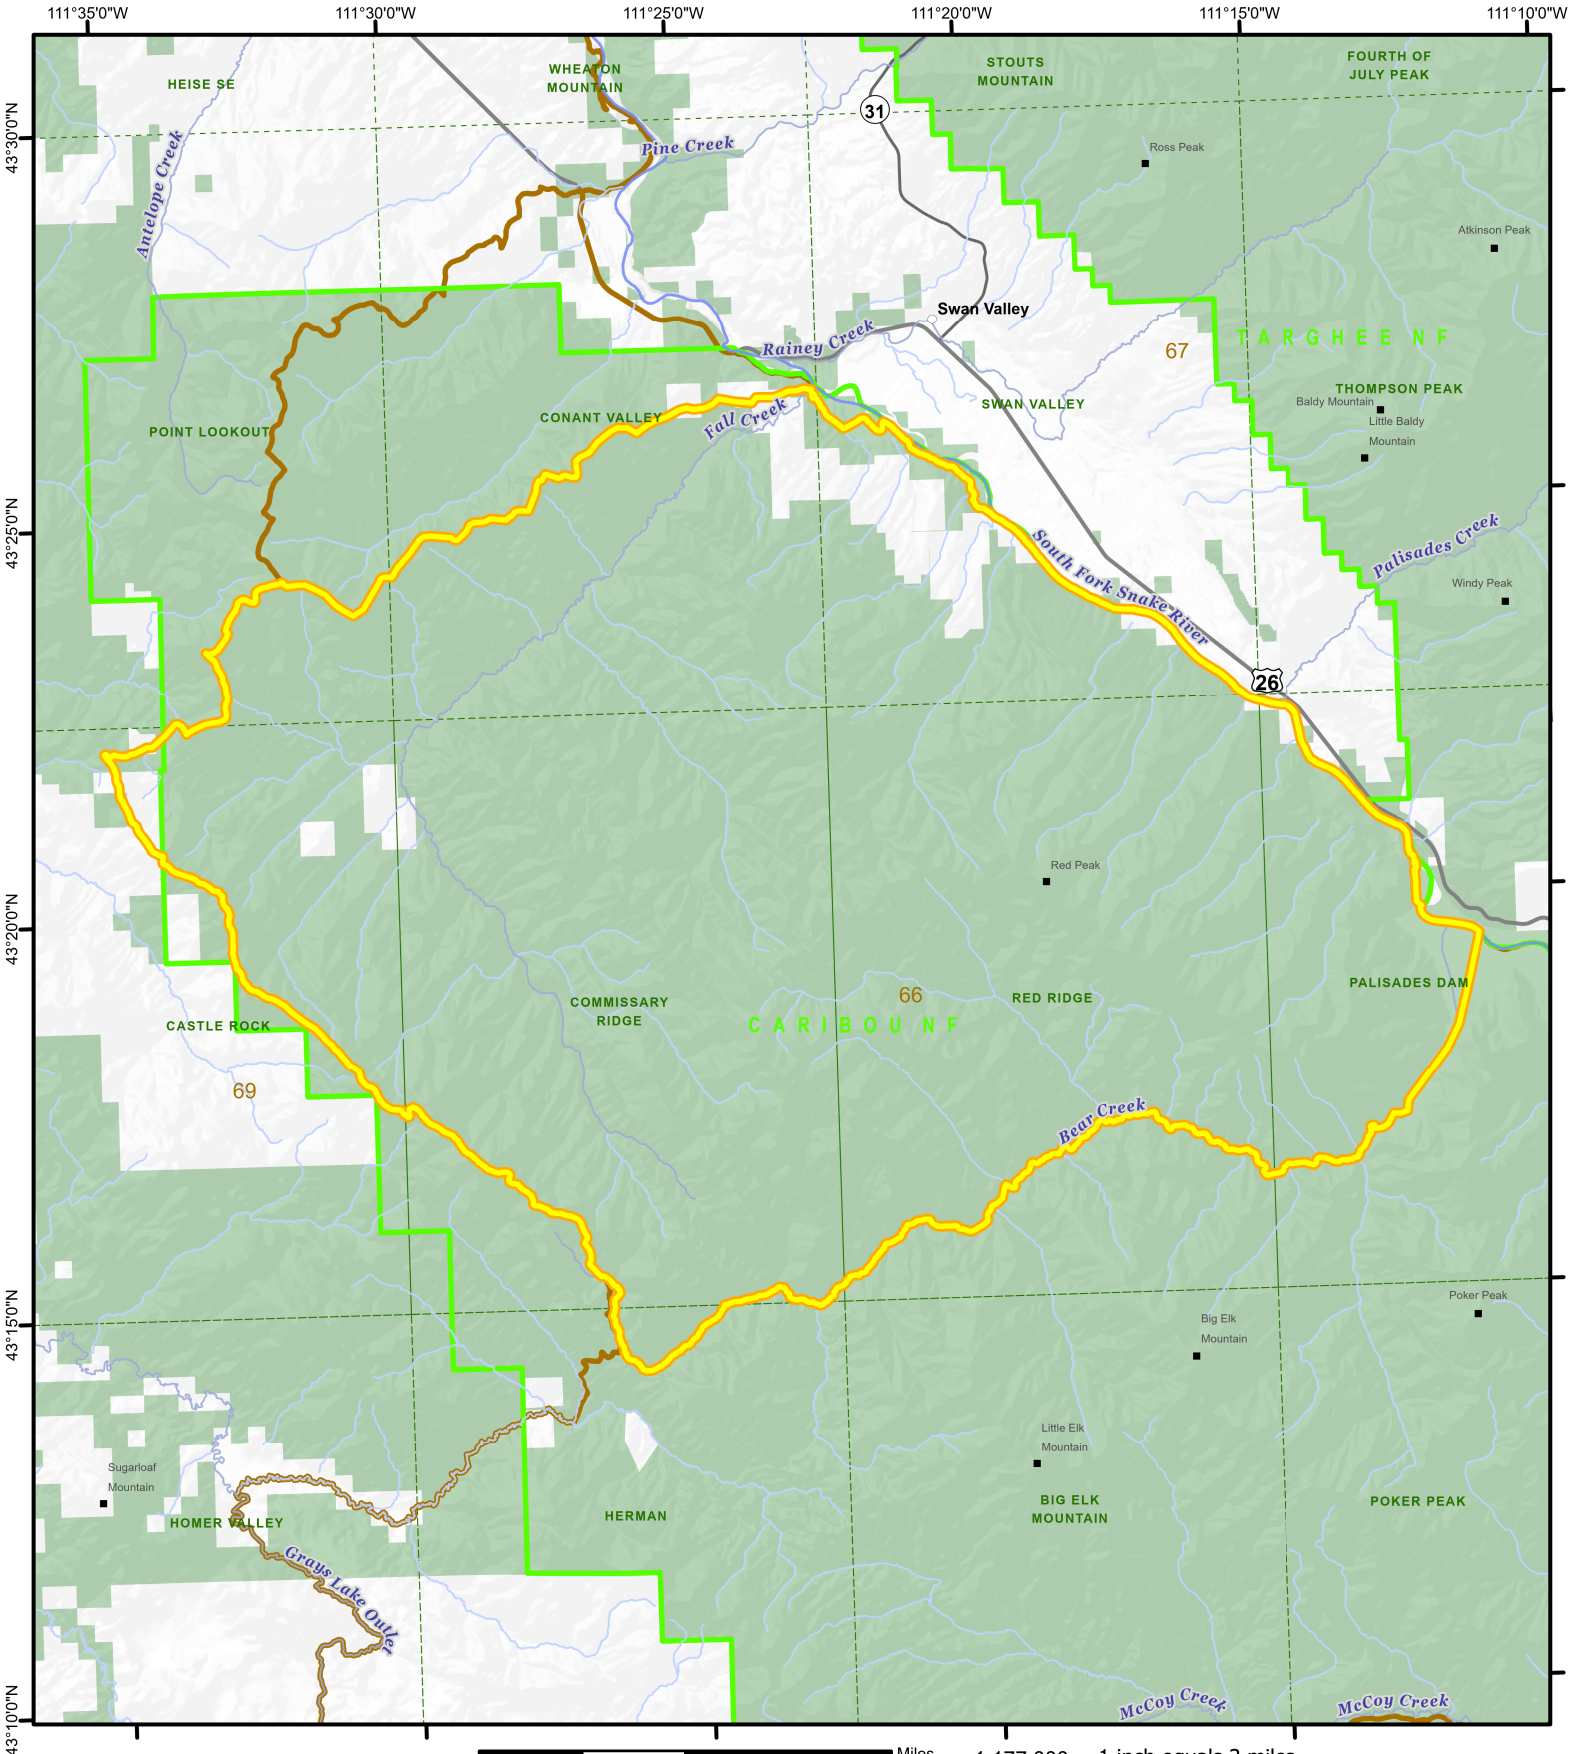 111°35'0"W 111°30'0"W 111°25'0"W 111°20'0"W 111°15'0"W 111°10'0"W
43°30'0"N
43°25'0"N
43°20'0"N
43°15'0"N
43°10'0"N
HEISE SE
WHEATON
MOUNTAIN
STOUTS
MOUNTAIN
FOURTH OF
JULY PEAK
31
Pine Creek
Ross Peak
Antelope Creek
Atkinson Peak
Swan Valley
Rainey Creek
67
TARGHEE NF
THOMPSON PEAK
Baldy Mountain
Little Baldy
Mountain
SWAN VALLEY
CONANT VALLEY
Fall Creek
POINT LOOKOUT
South Fork Snake River
Palisades Creek
Windy Peak
26
Red Peak
PALISADES DAM
66
RED RIDGE
COMMISSARY
RIDGE
CARIBOU NF
CASTLE ROCK
69
Bear Creek
Poker Peak
Big Elk
Mountain
Little Elk
Mountain
Sugarloaf
Mountain
BIG ELK
MOUNTAIN
POKER PEAK
HERMAN
HOMER VALLEY
Grays Lake Outlet
McCoy Creek
McCoy Creek
Miles
1 inch equals 2 miles